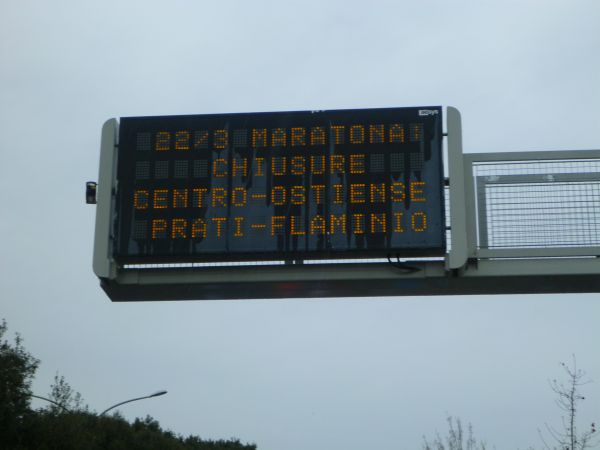 22/3 MARATONA:
CHIUSURE
CENTRO-OSTIENSE
PRATI-FLAMINIO